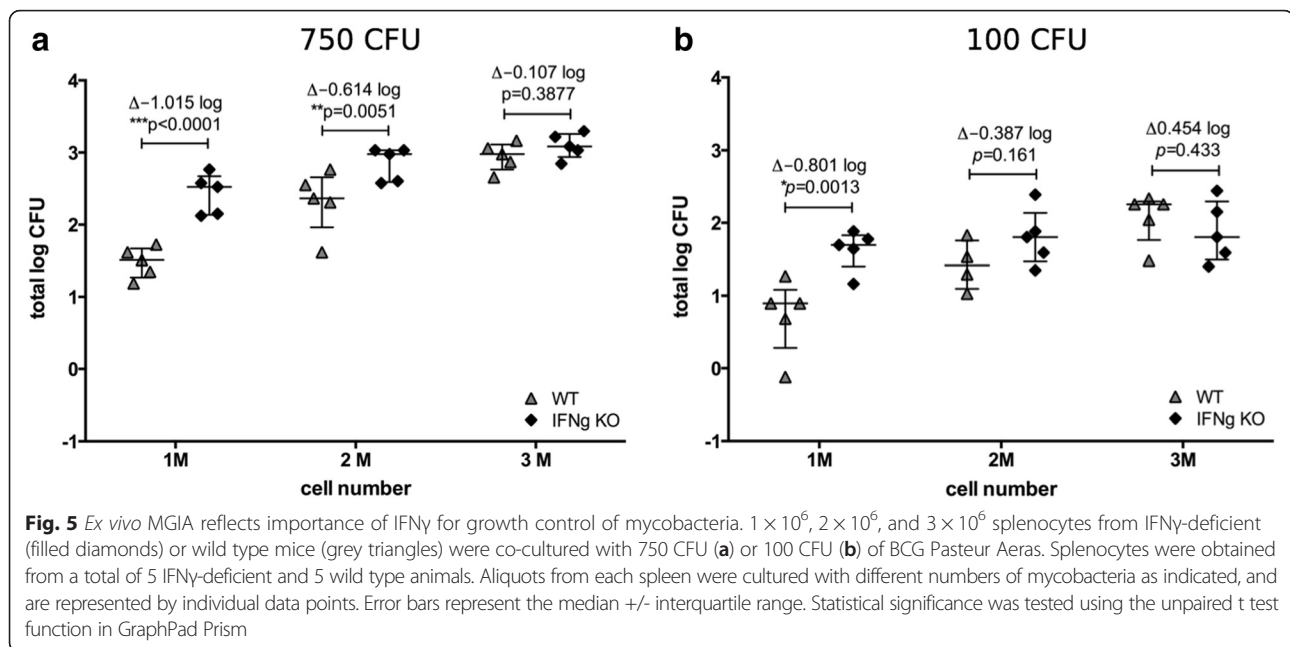 a 750 CFU
Δ−1.015 log
***p<0.0001
Δ−0.614 log
**p=0.0051
Δ−0.107 log
p=0.3877
total log CFU
4
3
2
1
0
-1
WT
IFNg KO
1M 2 M 3 M
cell number
b 100 CFU
Δ−0.801 log
*p=0.0013
Δ−0.387 log
p=0.161
Δ0.454 log
p=0.433
total log CFU
4
3
2
1
0
-1
WT
IFNg KO
1M 2M 3 M
cell number
Fig. 5 Ex vivo MGIA reflects importance of IFNγ for growth control of mycobacteria. 1 × 10⁶, 2 × 10⁶, and 3 × 10⁶ splenocytes from IFNγ-deficient
(filled diamonds) or wild type mice (grey triangles) were co-cultured with 750 CFU (a) or 100 CFU (b) of BCG Pasteur Aeras. Splenocytes were obtained
from a total of 5 IFNγ-deficient and 5 wild type animals. Aliquots from each spleen were cultured with different numbers of mycobacteria as indicated, and
are represented by individual data points. Error bars represent the median +/- interquartile range. Statistical significance was tested using the unpaired t test
function in GraphPad Prism